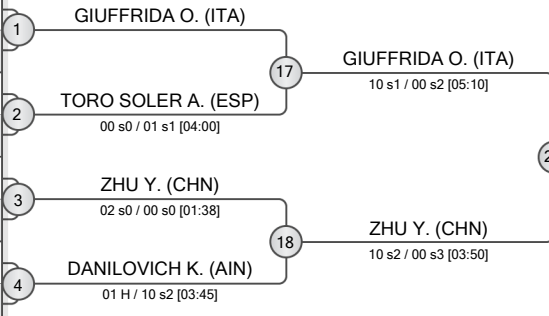 1
GIUFFRIDA O. (ITA)
17
GIUFFRIDA O. (ITA)
10 s1 / 00 s2 [05:10]
2
TORO SOLER A. (ESP)
00 s0 / 01 s1 [04:00]
3
ZHU Y. (CHN)
02 s0 / 00 s0 [01:38]
18
ZHU Y. (CHN)
10 s2 / 00 s3 [03:50]
4
DANILOVICH K. (AIN)
01 H / 10 s2 [03:45]